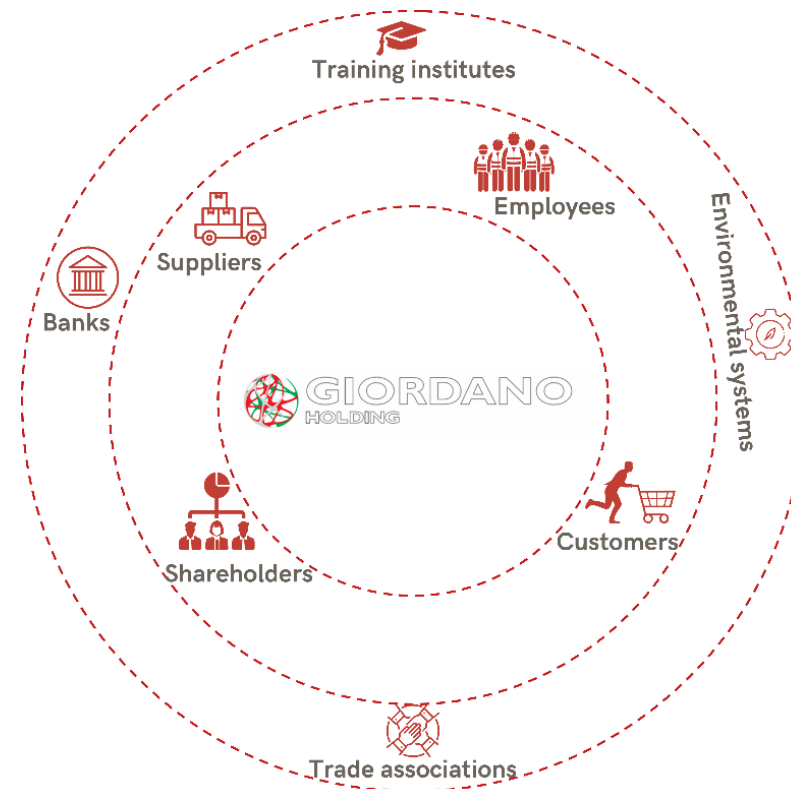 Training institutes
Employees
Environmental systems
Suppliers
Banks
GIORDANO
HOLDING
Customers
Shareholders
Trade associations